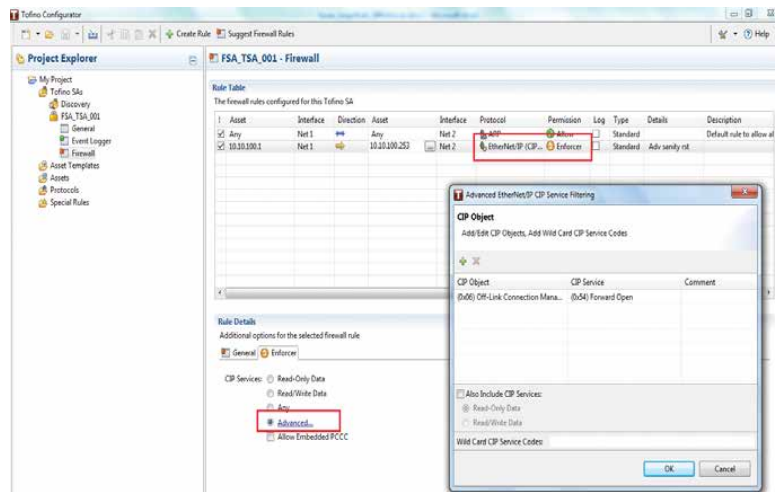 Tofino Configurator
Create Rule Suggest Firewall Rules
Help
Project Explorer
My Project
Tofino SAs
Discovery
FSA_TSA_001
General
Event Logger
Firewall
Asset Templates
Assets
Protocols
Special Rules
FSA_TSA_001 - Firewall
Rule Table
The firewall rules configured for this Tofino SA
! Asset Interface Direction Asset Interface Protocol Permission Log Type Details Description
Any Net 1 Any Net 2 ARP Allow Standard Default rule to allow al
10.10.100.1 Net 1 10.10.100.253 ... Net 2 EtherNet/IP (CIP... Enforcer Standard Adv sanity rst
Rule Details
Additional options for the selected firewall rule
General Enforcer
CIP Services: Read-Only Data
Read/Write Data
Any
Advanced...
Allow Embedded PCCC
Advanced EtherNet/IP CIP Service Filtering
CIP Object
Add/Edit CIP Objects, Add Wild Card CIP Service Codes
CIP Object CIP Service Comment
(0x06) Off-Link Connection Mana... (0x54) Forward Open
Also Include CIP Services:
Read-Only Data
Read/Write Data
Wild Card CIP Service Codes:
OK Cancel